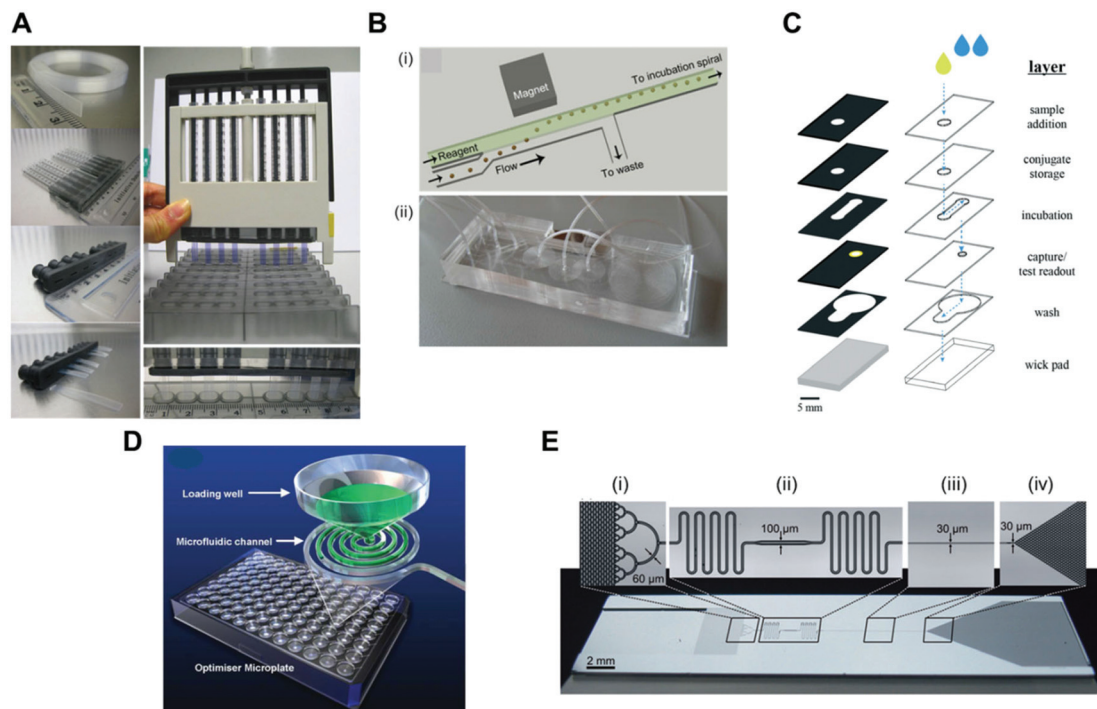 A
B
(i)
Magnet
To incubation spiral
Reagent
Flow
To waste
(ii)
C
layer
sample
addition
conjugate
storage
incubation
capture/
test readout
wash
wick pad
5 mm
D
Loading well
Microfluidic channel
Optimiser Microplate
E
(i)
(ii)
(iii)
(iv)
60 µm
100 µm
30 µm
30 µm
2 mm